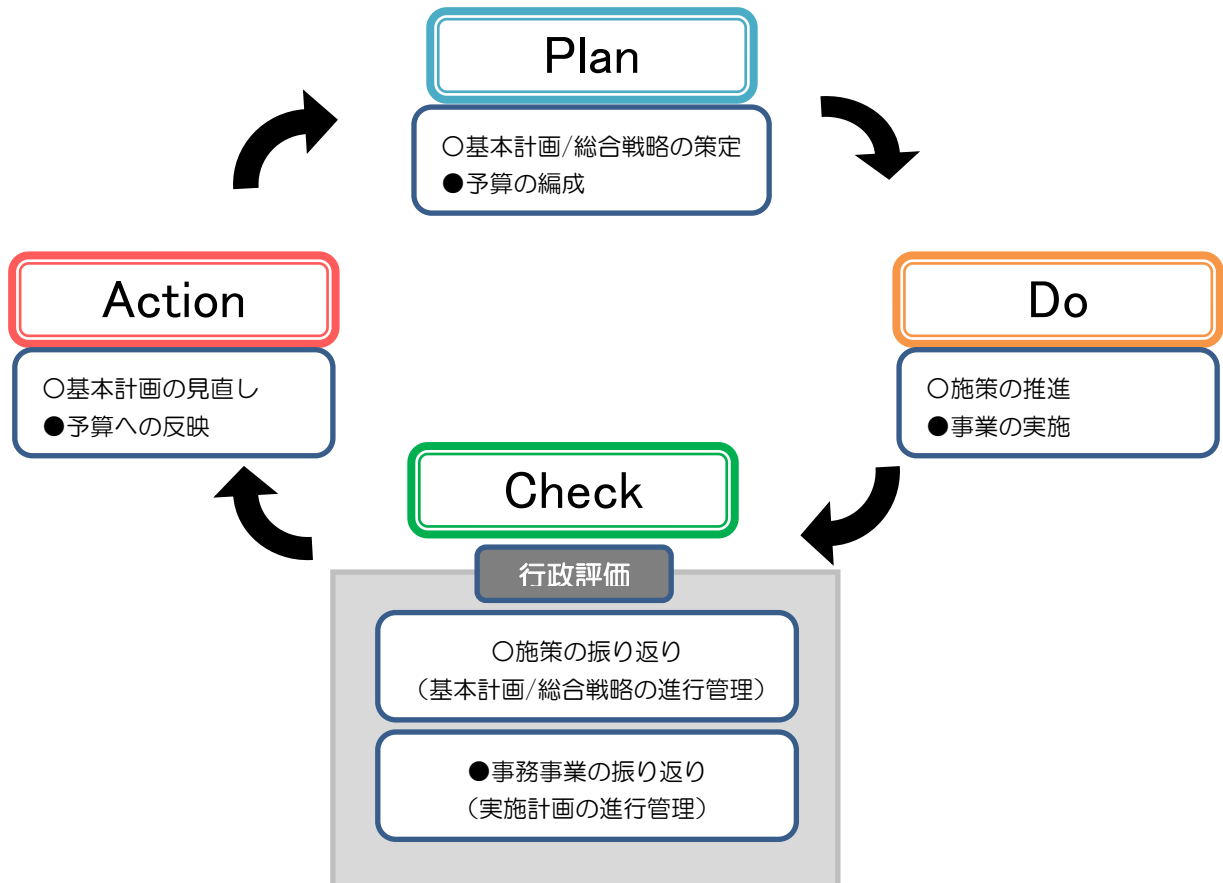 Plan
〇基本計画/総合戦略の策定
●予算の編成
Action
〇基本計画の見直し
●予算への反映
Do
〇施策の推進
●事業の実施
Check
行政評価
〇施策の振り返り
（基本計画/総合戦略の進行管理）
●事務事業の振り返り
（実施計画の進行管理）